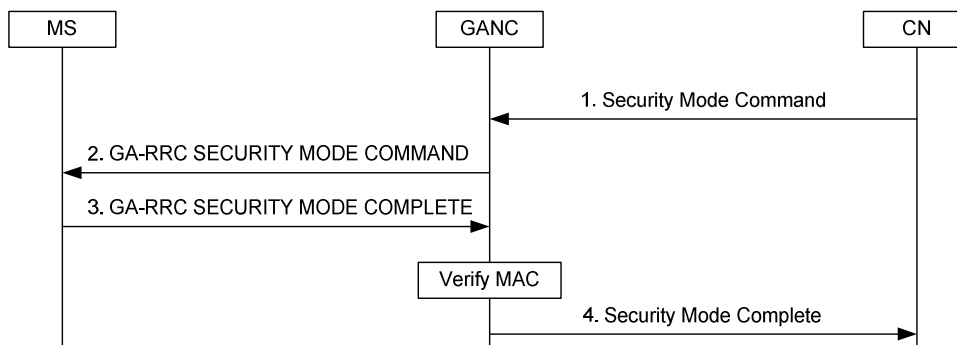 MS
GANC
CN
1. Security Mode Command
2. GA-RRC SECURITY MODE COMMAND
3. GA-RRC SECURITY MODE COMPLETE
Verify MAC
4. Security Mode Complete